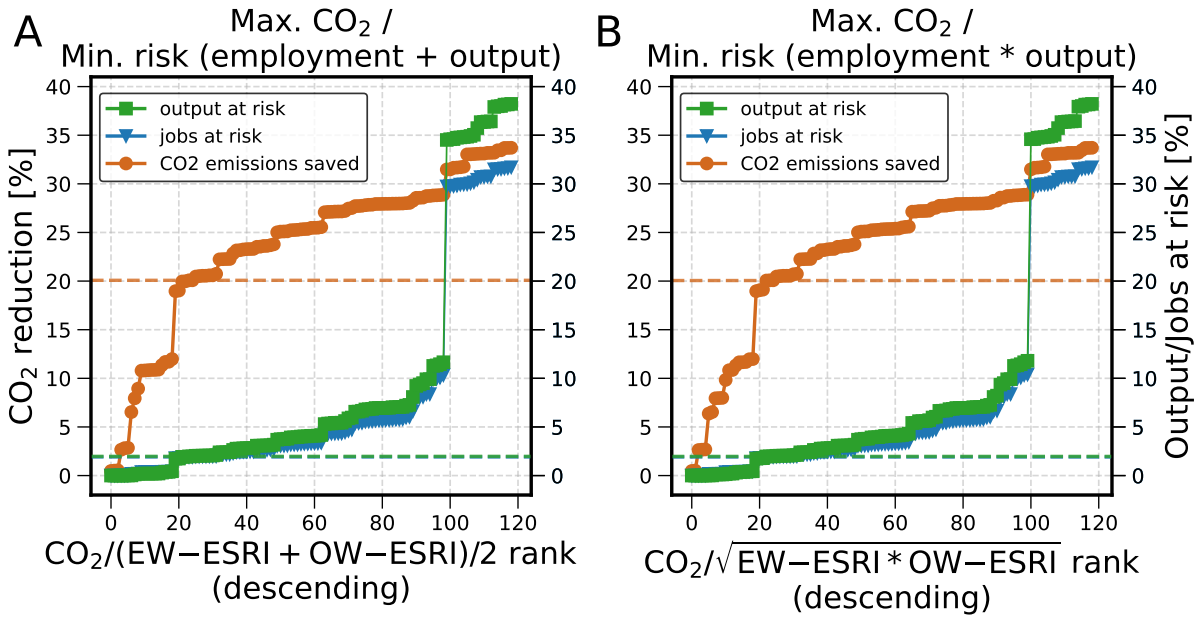 A
Max. CO₂ /
Min. risk (employment + output)
output at risk
jobs at risk
CO2 emissions saved
CO₂ reduction [%]
40
35
30
25
20
15
10
5
0
40
35
30
25
20
15
10
5
0
0 20 40 60 80 100 120
CO₂/(EW−ESRI + OW−ESRI)/2 rank
(descending)
B
Max. CO₂ /
Min. risk (employment * output)
output at risk
jobs at risk
CO2 emissions saved
40
35
30
25
20
15
10
5
0
40
35
30
25
20
15
10
5
0
Output/Jobs at risk [%]
0 20 40 60 80 100 120
CO₂/√EW−ESRI * OW−ESRI rank
(descending)